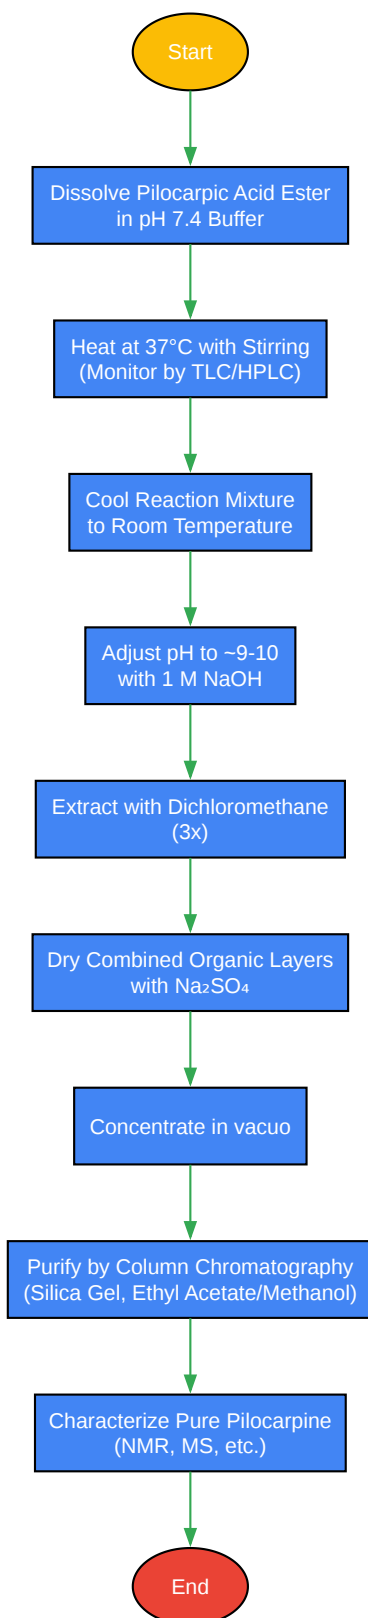 Start
Dissolve Pilocarpic Acid Ester
in pH 7.4 Buffer
Heat at 37°C with Stirring
(Monitor by TLC/HPLC)
Cool Reaction Mixture
to Room Temperature
Adjust pH to ~9-10
with 1 M NaOH
Extract with Dichloromethane
(3x)
Dry Combined Organic Layers
with Na₂SO₄
Concentrate in vacuo
Purify by Column Chromatography
(Silica Gel, Ethyl Acetate/Methanol)
Characterize Pure Pilocarpine
(NMR, MS, etc.)
End